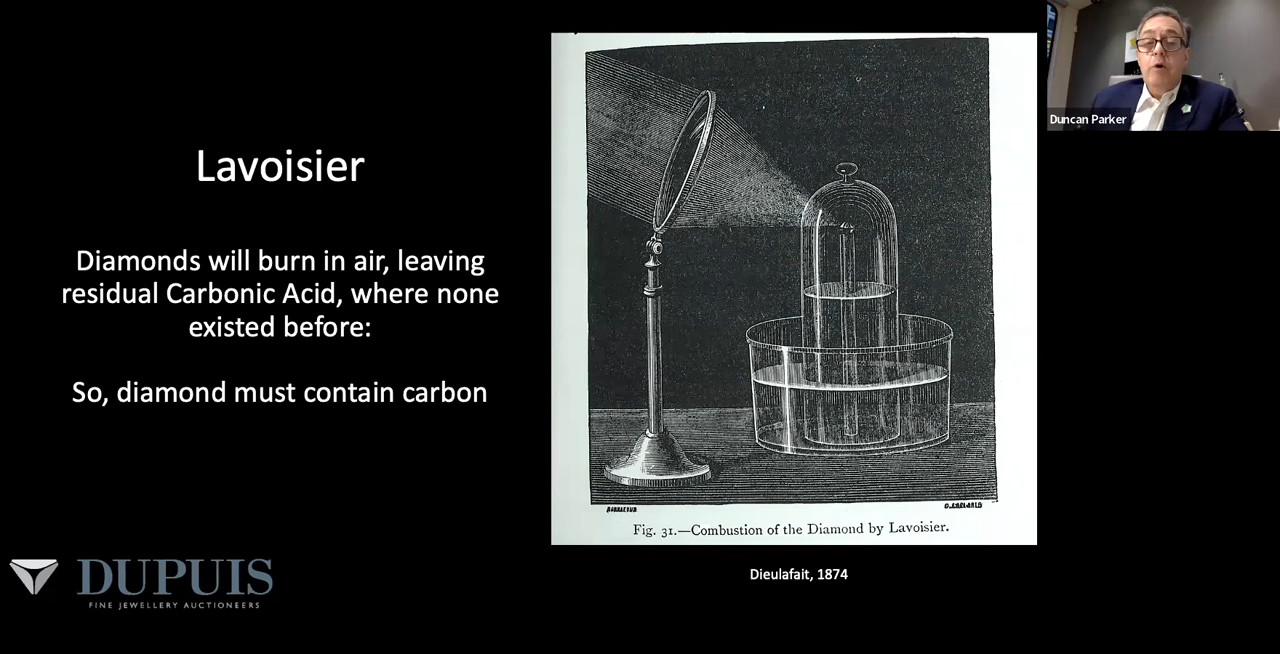 Lavoisier
Diamonds will burn in air, leaving
residual Carbonic Acid, where none
existed before:
So, diamond must contain carbon
Fig. 31.—Combustion of the Diamond by Lavoisier.
Dieulafait, 1874
DUPUIS
FINE JEWELLERY AUCTIONEERS
Duncan Parker